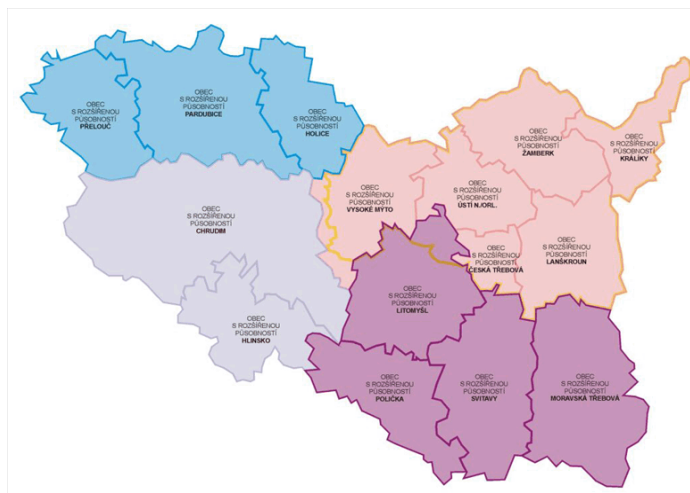 OBEC
S ROZŠÍŘENOU
PŮSOBNOSTÍ
PŘELOUČ
OBEC
S ROZŠÍŘENOU
PŮSOBNOSTÍ
PARDUBICE
OBEC
S ROZŠÍŘENOU
PŮSOBNOSTÍ
HOLICE
OBEC
S ROZŠÍŘENOU
PŮSOBNOSTÍ
ŽAMBERK
OBEC
S ROZŠÍŘENOU
PŮSOBNOSTÍ
KRÁLÍKY
OBEC
S ROZŠÍŘENOU
PŮSOBNOSTÍ
VYSOKÉ MÝTO
OBEC
S ROZŠÍŘENOU
PŮSOBNOSTÍ
ÚSTÍ N./ORL.
OBEC
S ROZŠÍŘENOU
PŮSOBNOSTÍ
CHRUDIM
OBEC
S ROZŠÍŘENOU
PŮSOBNOSTÍ
ČESKÁ TŘEBOVÁ
OBEC
S ROZŠÍŘENOU
PŮSOBNOSTÍ
LANŠKROUN
OBEC
S ROZŠÍŘENOU
PŮSOBNOSTÍ
LITOMYŠL
OBEC
S ROZŠÍŘENOU
PŮSOBNOSTÍ
HLINSKO
OBEC
S ROZŠÍŘENOU
PŮSOBNOSTÍ
POLIČKA
OBEC
S ROZŠÍŘENOU
PŮSOBNOSTÍ
SVITAVY
OBEC
S ROZŠÍŘENOU
PŮSOBNOSTÍ
MORAVSKÁ TŘEBOVÁ